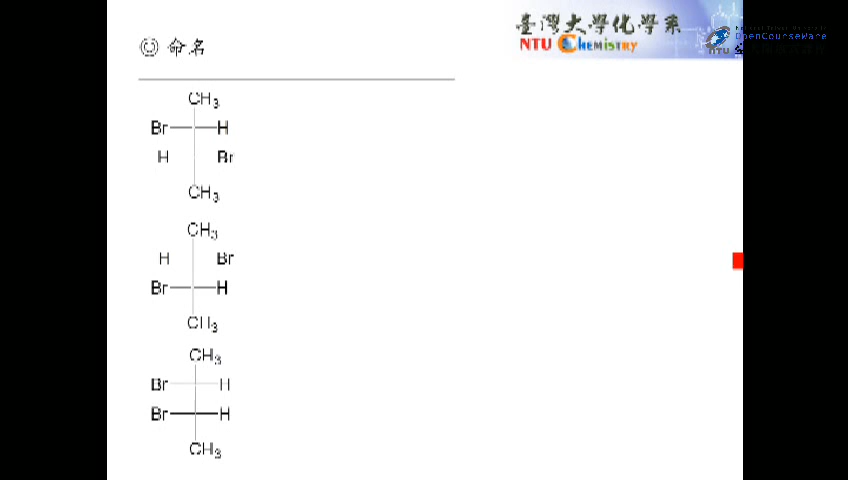 臺灣大學化學系
NTU Chemistry
OpenCourseWare
NTU
◎ 命名
CH3
Br H
H Br
CH3
CH3
H Br
Br H
CH3
CH3
Br H
Br H
CH3